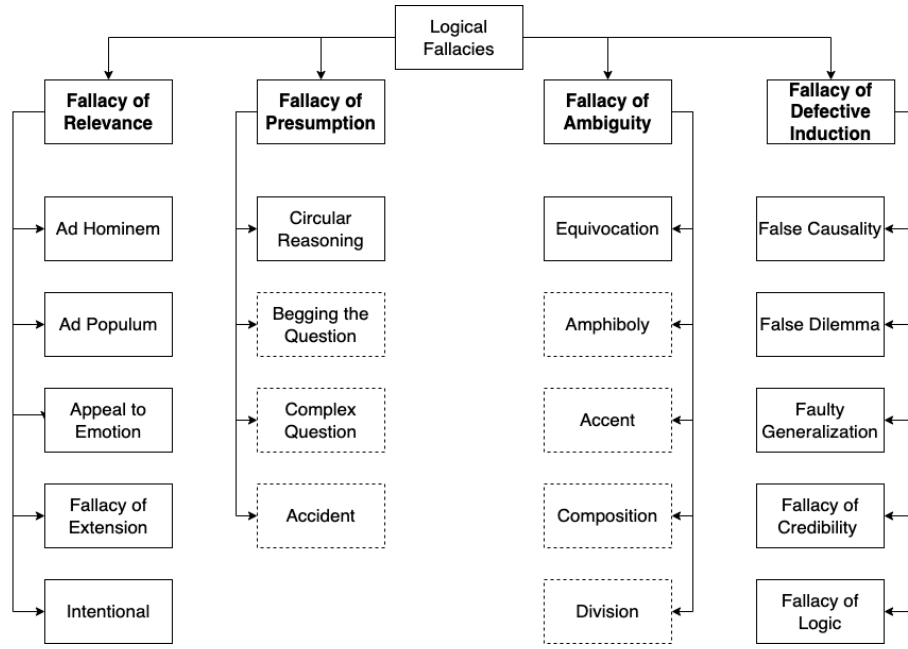 Logical
Fallacies
Fallacy of
Relevance
Fallacy of
Presumption
Fallacy of
Ambiguity
Fallacy of
Defective
Induction
Ad Hominem
Circular
Reasoning
Equivocation
False Causality
Ad Populum
Begging the
Question
Amphiboly
False Dilemma
Appeal to
Emotion
Complex
Question
Accent
Faulty
Generalization
Fallacy of
Extension
Accident
Composition
Fallacy of
Credibility
Intentional
Division
Fallacy of
Logic